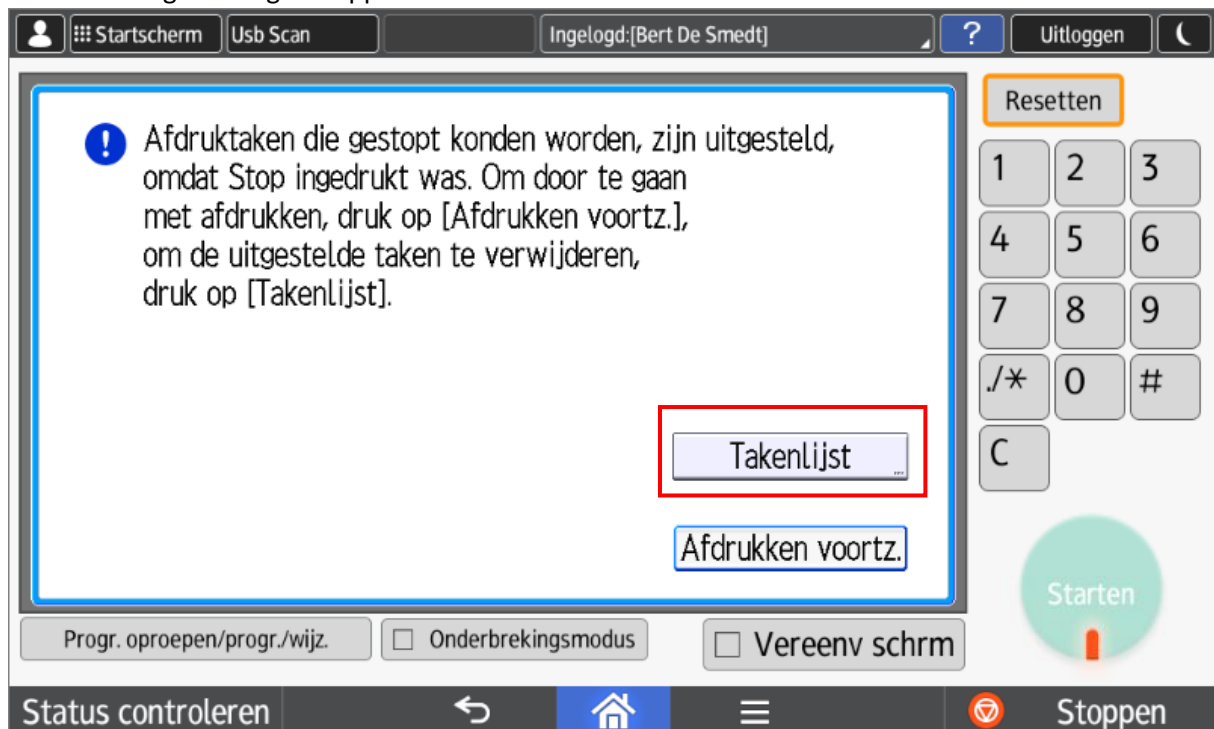 Startscherm
Usb Scan
Ingelogd:[Bert De Smedt]
?
Uitloggen
Afdruktaken die gestopt konden worden, zijn uitgesteld,
omdat Stop ingedrukt was. Om door te gaan
met afdrukken, druk op [Afdrukken voortz.],
om de uitgestelde taken te verwijderen,
druk op [Takenlijst].
Takenlijst
Afdrukken voortz.
Resetten
1 2 3
4 5 6
7 8 9
./* 0 #
C
Starten
Progr. oproepen/progr./wijz.
Onderbrekingsmodus
Vereenv schrm
Status controleren
Stoppen